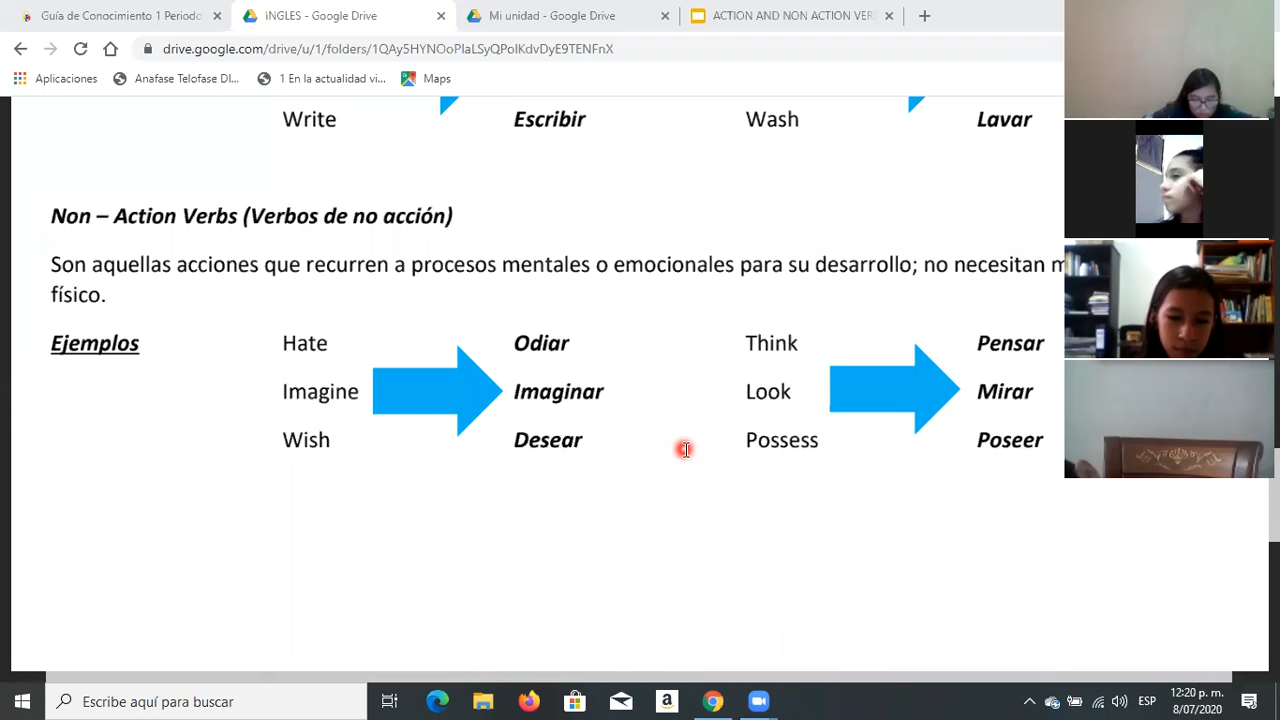 Guía de Conocimiento 1 Periodo
INGLES - Google Drive
Mi unidad - Google Drive
ACTION AND NON ACTION VER
drive.google.com/drive/u/1/folders/1QAy5HYNOoPlaLSyQPolKdvDyE9TENFnX
Aplicaciones
Anafase Telofase DI...
1 En la actualidad vi...
Maps
Write Escribir Wash Lavar
Non – Action Verbs (Verbos de no acción)
Son aquellas acciones que recurren a procesos mentales o emocionales para su desarrollo; no necesitan m
físico.
Ejemplos Hate Odiar Think Pensar
Imagine Imaginar Look Mirar
Wish Desear Possess Poseer
Escribe aquí para buscar
ESP
12:20 p. m.
8/07/2020